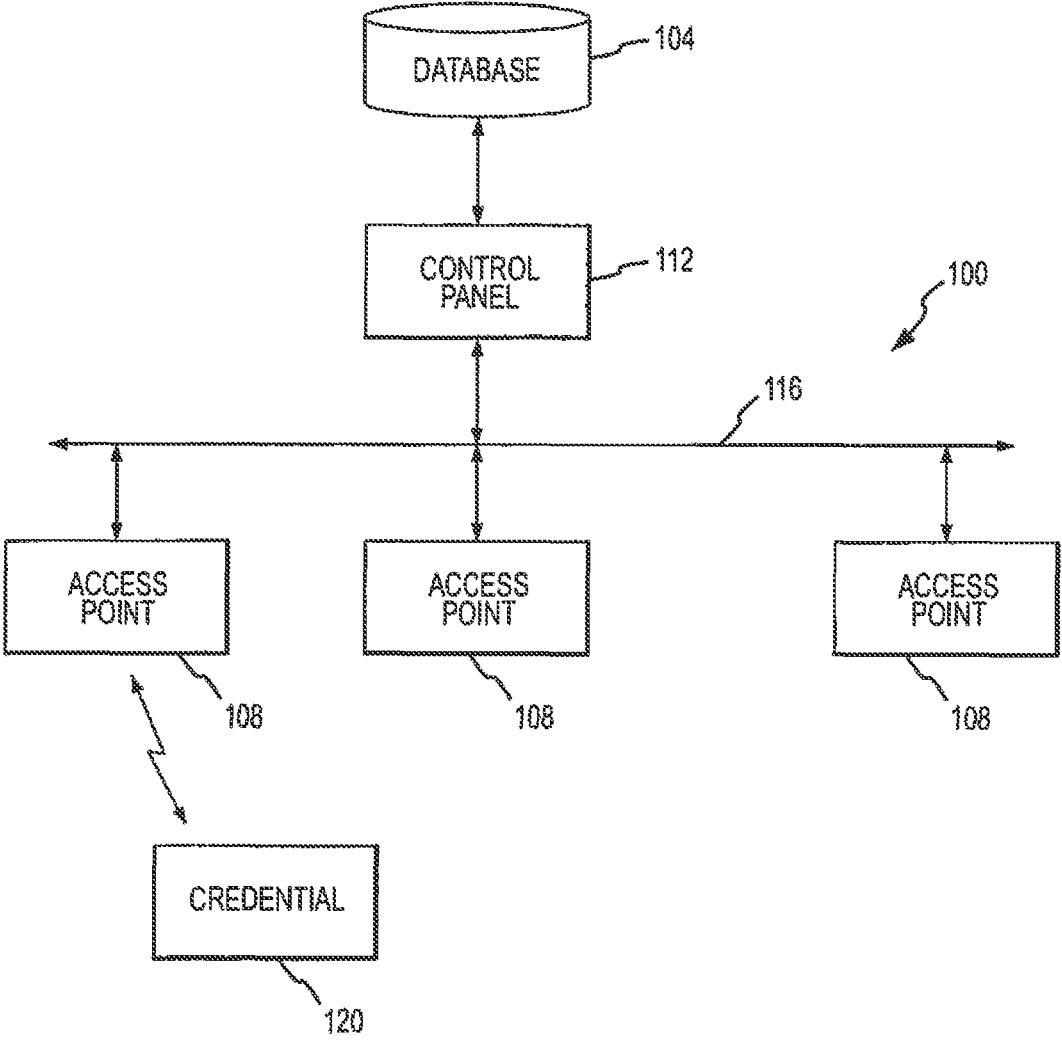 DATABASE
104
CONTROL
PANEL
112
100
116
ACCESS
POINT
108
ACCESS
POINT
108
ACCESS
POINT
108
CREDENTIAL
120